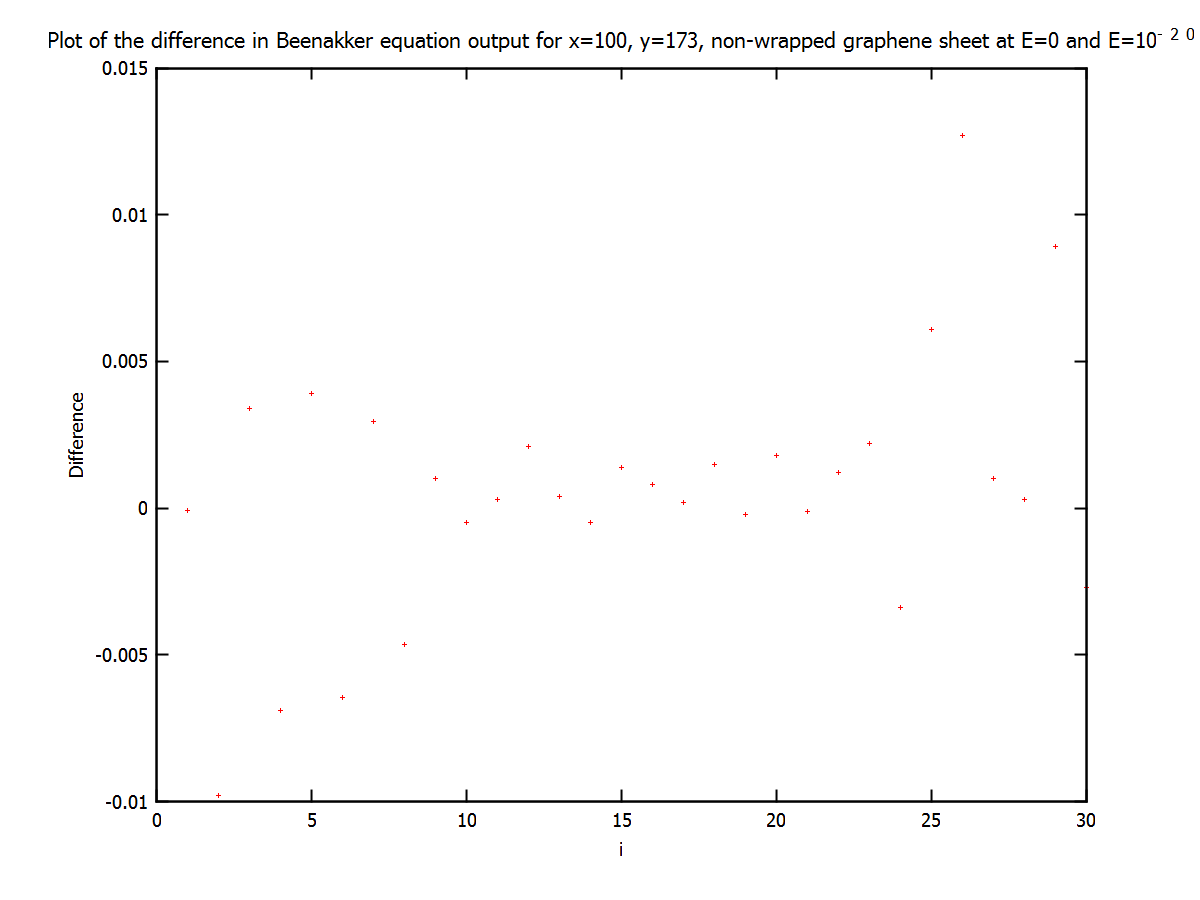 Plot of the difference in Beenakker equation output for x=100, y=173, non-wrapped graphene sheet at E=0 and E=10- 2 0
0.015
0.01
0.005
0
-0.005
-0.01
Difference
0 5 10 15 20 25 30
i